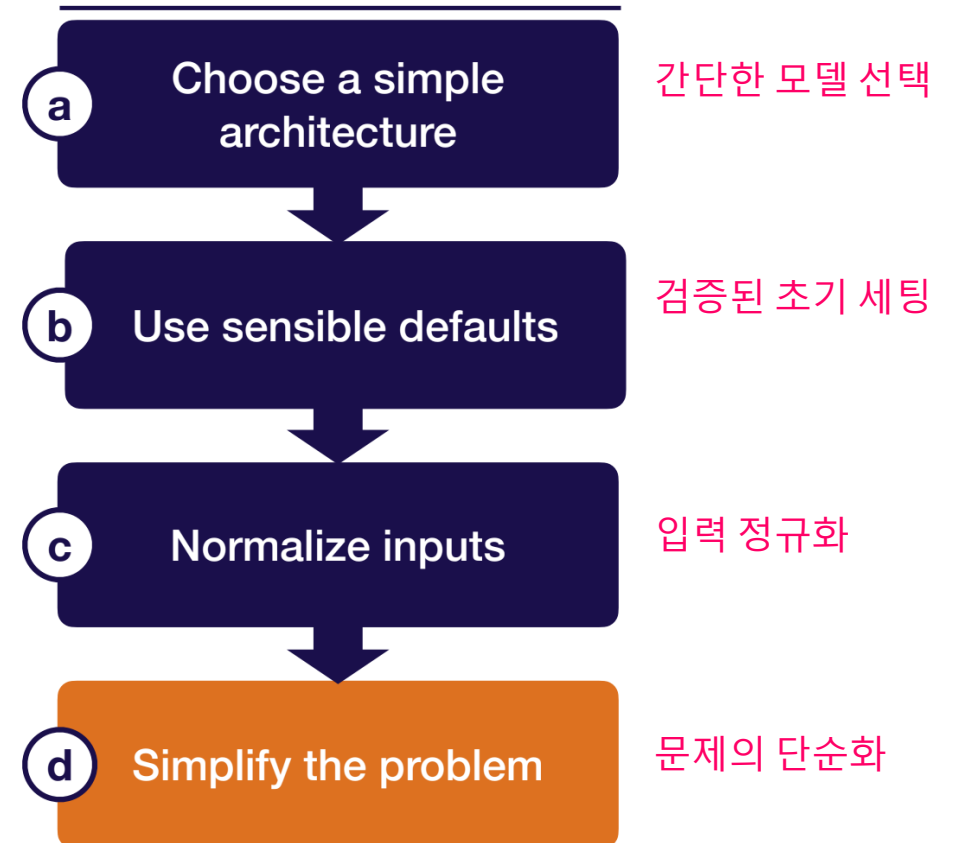 a
Choose a simple
architecture
간단한 모델 선택
b
Use sensible defaults
검증된 초기 세팅
c
Normalize inputs
입력 정규화
d
Simplify the problem
문제의 단순화